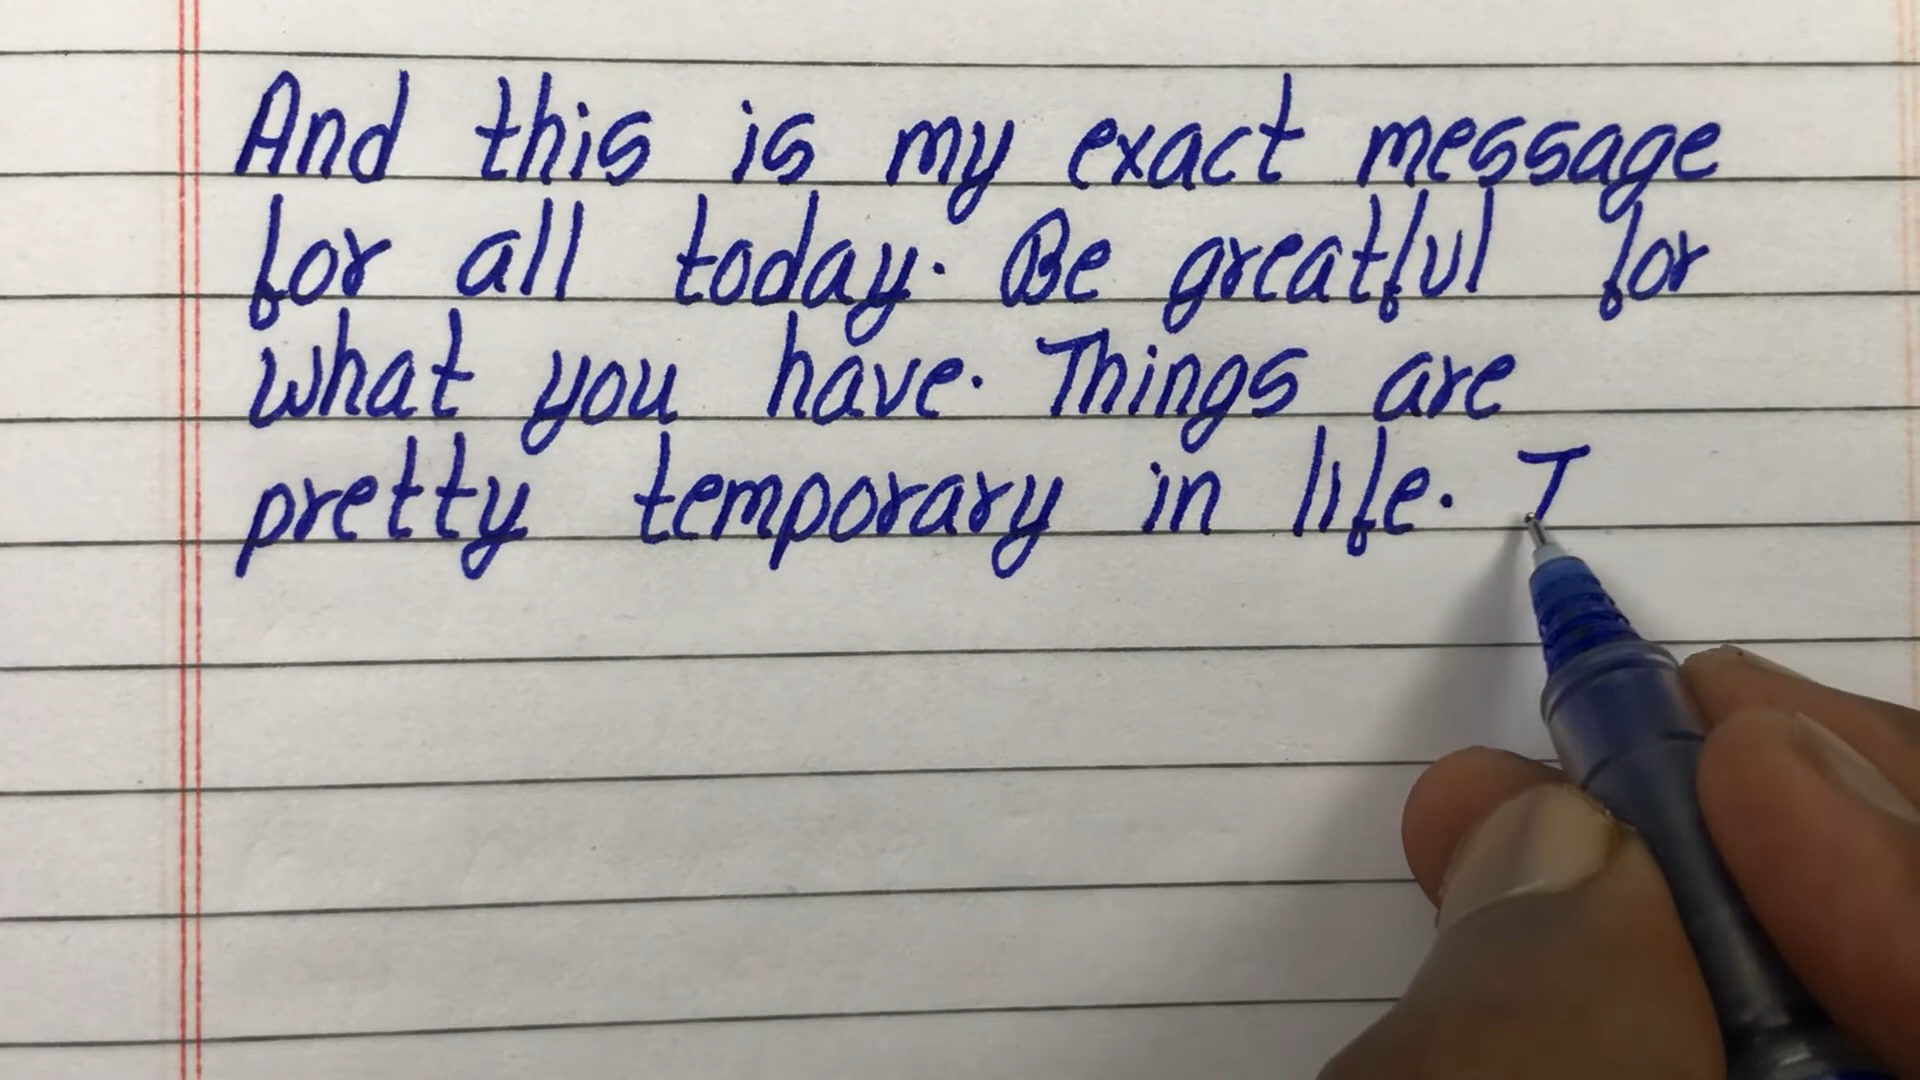 And this is my exact message
for all today. Be greatful for
what you have. Things are
pretty temporary in life. T